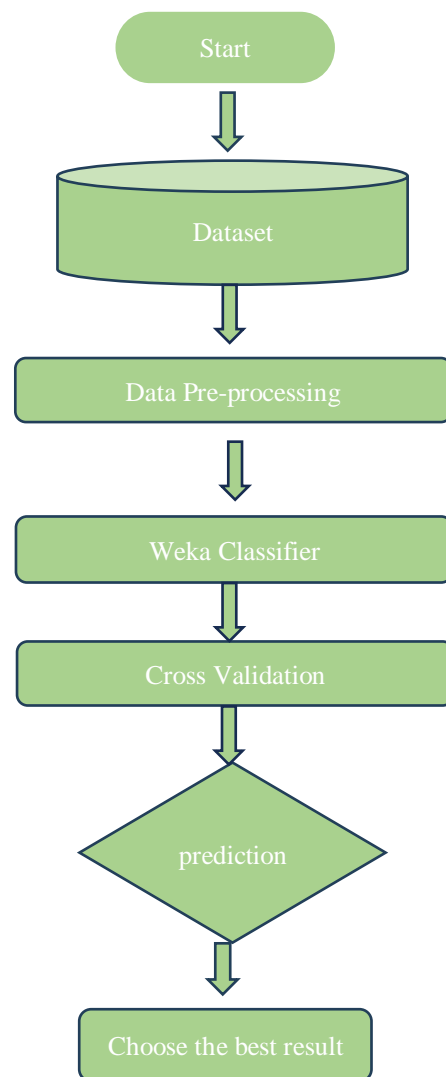 Start
Dataset
Data Pre-processing
Weka Classifier
Cross Validation
prediction
Choose the best result